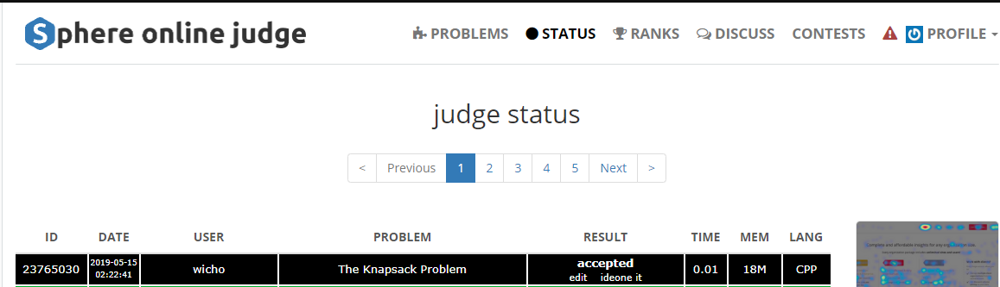 Sphere online judge
PROBLEMS STATUS RANKS DISCUSS CONTESTS PROFILE
judge status
< Previous 1 2 3 4 5 Next >
ID DATE USER PROBLEM RESULT TIME MEM LANG
23765030 2019-05-15 02:22:41 wicho The Knapsack Problem accepted edit ideone it 0.01 18M CPP